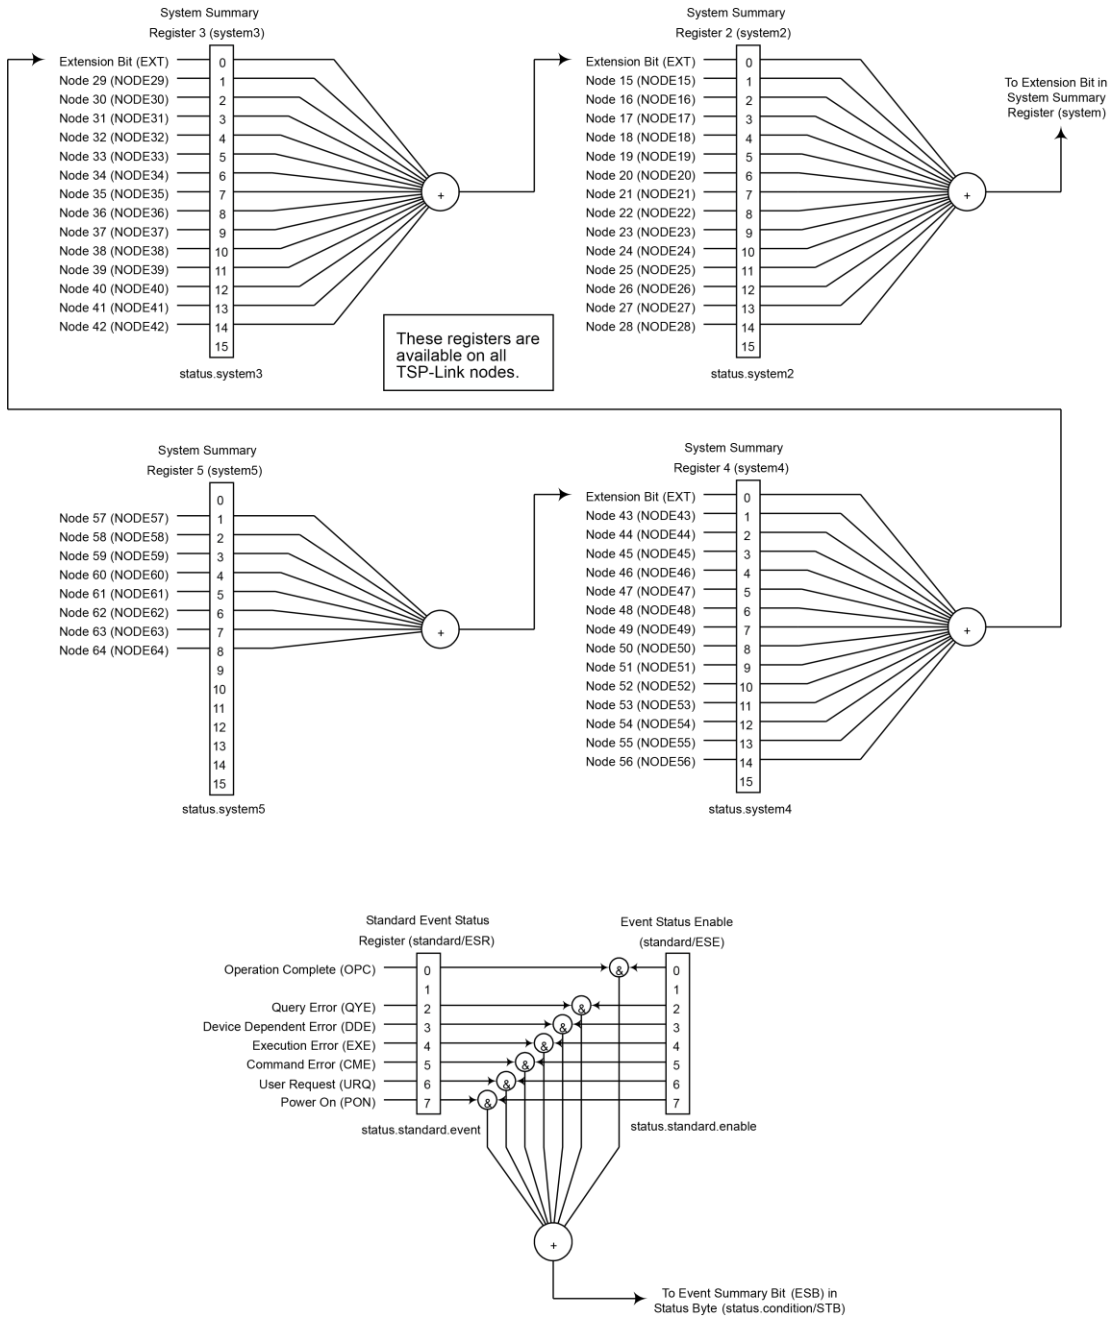 System Summary
Register 3 (system3)
Extension Bit (EXT) 0
Node 29 (NODE29) 1
Node 30 (NODE30) 2
Node 31 (NODE31) 3
Node 32 (NODE32) 4
Node 33 (NODE33) 5
Node 34 (NODE34) 6
Node 35 (NODE35) 7
Node 36 (NODE36) 8
Node 37 (NODE37) 9
Node 38 (NODE38) 10
Node 39 (NODE39) 11
Node 40 (NODE40) 12
Node 41 (NODE41) 13
Node 42 (NODE42) 14
15
+
status.system3
System Summary
Register 2 (system2)
Extension Bit (EXT) 0
Node 15 (NODE15) 1
Node 16 (NODE16) 2
Node 17 (NODE17) 3
Node 18 (NODE18) 4
Node 19 (NODE19) 5
Node 20 (NODE20) 6
Node 21 (NODE21) 7
Node 22 (NODE22) 8
Node 23 (NODE23) 9
Node 24 (NODE24) 10
Node 25 (NODE25) 11
Node 26 (NODE26) 12
Node 27 (NODE27) 13
Node 28 (NODE28) 14
15
+
status.system2
To Extension Bit in
System Summary
Register (system)
These registers are
available on all
TSP-Link nodes.
System Summary
Register 5 (system5)
0
Node 57 (NODE57) 1
Node 58 (NODE58) 2
Node 59 (NODE59) 3
Node 60 (NODE60) 4
Node 61 (NODE61) 5
Node 62 (NODE62) 6
Node 63 (NODE63) 7
Node 64 (NODE64) 8
9
10
11
12
13
14
15
+
status.system5
System Summary
Register 4 (system4)
Extension Bit (EXT) 0
Node 43 (NODE43) 1
Node 44 (NODE44) 2
Node 45 (NODE45) 3
Node 46 (NODE46) 4
Node 47 (NODE47) 5
Node 48 (NODE48) 6
Node 49 (NODE49) 7
Node 50 (NODE50) 8
Node 51 (NODE51) 9
Node 52 (NODE52) 10
Node 53 (NODE53) 11
Node 54 (NODE54) 12
Node 55 (NODE55) 13
Node 56 (NODE56) 14
15
+
status.system4
Standard Event Status
Register (standard/ESR)
Event Status Enable
(standard/ESE)
Operation Complete (OPC) 0 & 0
1 1
Query Error (QYE) 2 & 2
Device Dependent Error (DDE) 3 & 3
Execution Error (EXE) 4 & 4
Command Error (CME) 5 & 5
User Request (URQ) 6 & 6
Power On (PON) 7 & 7
status.standard.event
status.standard.enable
+
To Event Summary Bit (ESB) in
Status Byte (status.condition/STB)